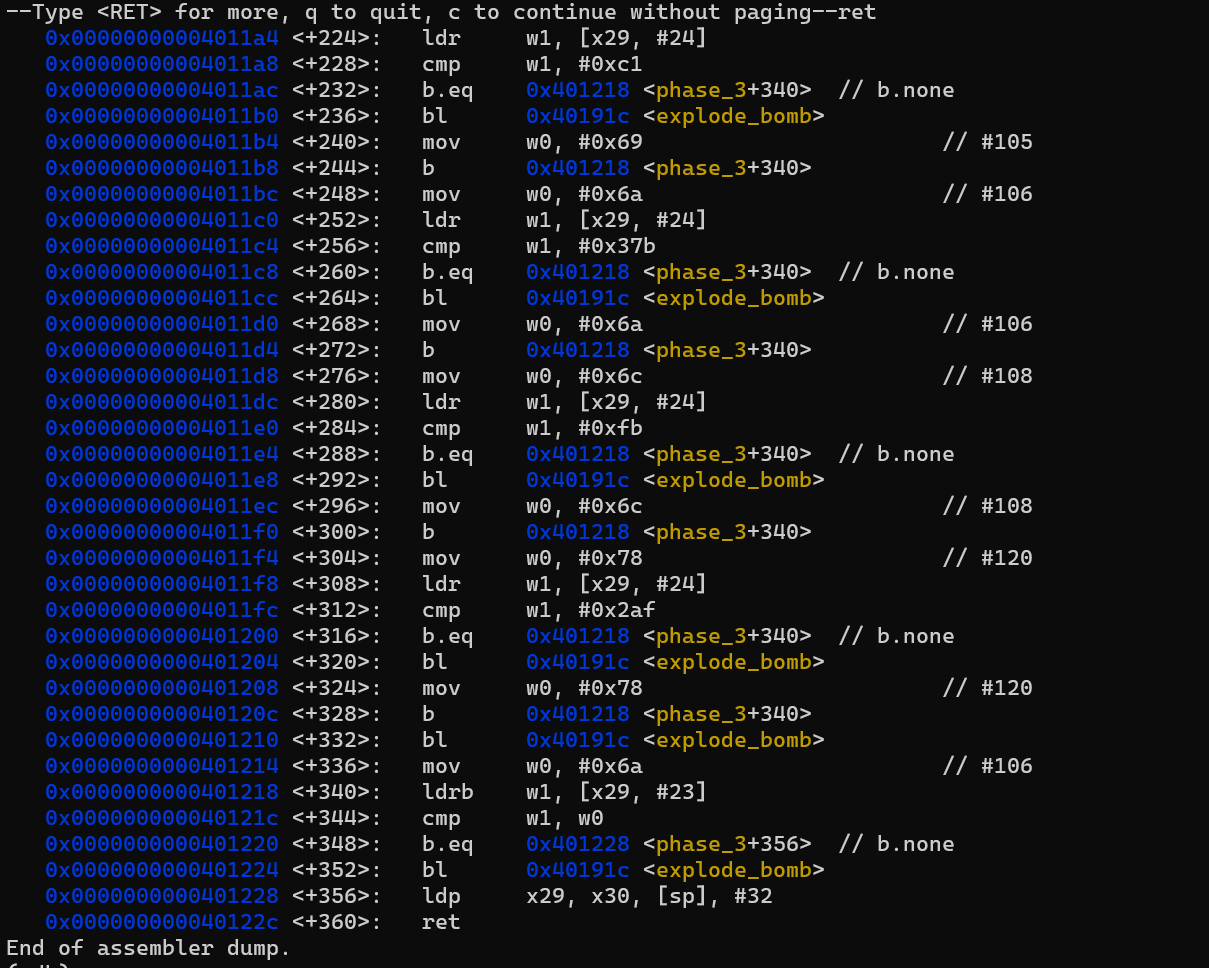 --Type <RET> for more, q to quit, c to continue without paging--ret
0x00000000004011a4 <+224>: ldr w1, [x29, #24]
0x00000000004011a8 <+228>: cmp w1, #0xc1
0x00000000004011ac <+232>: b.eq 0x401218 <phase_3+340> // b.none
0x00000000004011b0 <+236>: bl 0x40191c <explode_bomb>
0x00000000004011b4 <+240>: mov w0, #0x69 // #105
0x00000000004011b8 <+244>: b 0x401218 <phase_3+340>
0x00000000004011bc <+248>: mov w0, #0x6a // #106
0x00000000004011c0 <+252>: ldr w1, [x29, #24]
0x00000000004011c4 <+256>: cmp w1, #0x37b
0x00000000004011c8 <+260>: b.eq 0x401218 <phase_3+340> // b.none
0x00000000004011cc <+264>: bl 0x40191c <explode_bomb>
0x00000000004011d0 <+268>: mov w0, #0x6a // #106
0x00000000004011d4 <+272>: b 0x401218 <phase_3+340>
0x00000000004011d8 <+276>: mov w0, #0x6c // #108
0x00000000004011dc <+280>: ldr w1, [x29, #24]
0x00000000004011e0 <+284>: cmp w1, #0xfb
0x00000000004011e4 <+288>: b.eq 0x401218 <phase_3+340> // b.none
0x00000000004011e8 <+292>: bl 0x40191c <explode_bomb>
0x00000000004011ec <+296>: mov w0, #0x6c // #108
0x00000000004011f0 <+300>: b 0x401218 <phase_3+340>
0x00000000004011f4 <+304>: mov w0, #0x78 // #120
0x00000000004011f8 <+308>: ldr w1, [x29, #24]
0x00000000004011fc <+312>: cmp w1, #0x2af
0x0000000000401200 <+316>: b.eq 0x401218 <phase_3+340> // b.none
0x0000000000401204 <+320>: bl 0x40191c <explode_bomb>
0x0000000000401208 <+324>: mov w0, #0x78 // #120
0x000000000040120c <+328>: b 0x401218 <phase_3+340>
0x0000000000401210 <+332>: bl 0x40191c <explode_bomb>
0x0000000000401214 <+336>: mov w0, #0x6a // #106
0x0000000000401218 <+340>: ldrb w1, [x29, #23]
0x000000000040121c <+344>: cmp w1, w0
0x0000000000401220 <+348>: b.eq 0x401228 <phase_3+356> // b.none
0x0000000000401224 <+352>: bl 0x40191c <explode_bomb>
0x0000000000401228 <+356>: ldp x29, x30, [sp], #32
0x000000000040122c <+360>: ret
End of assembler dump.